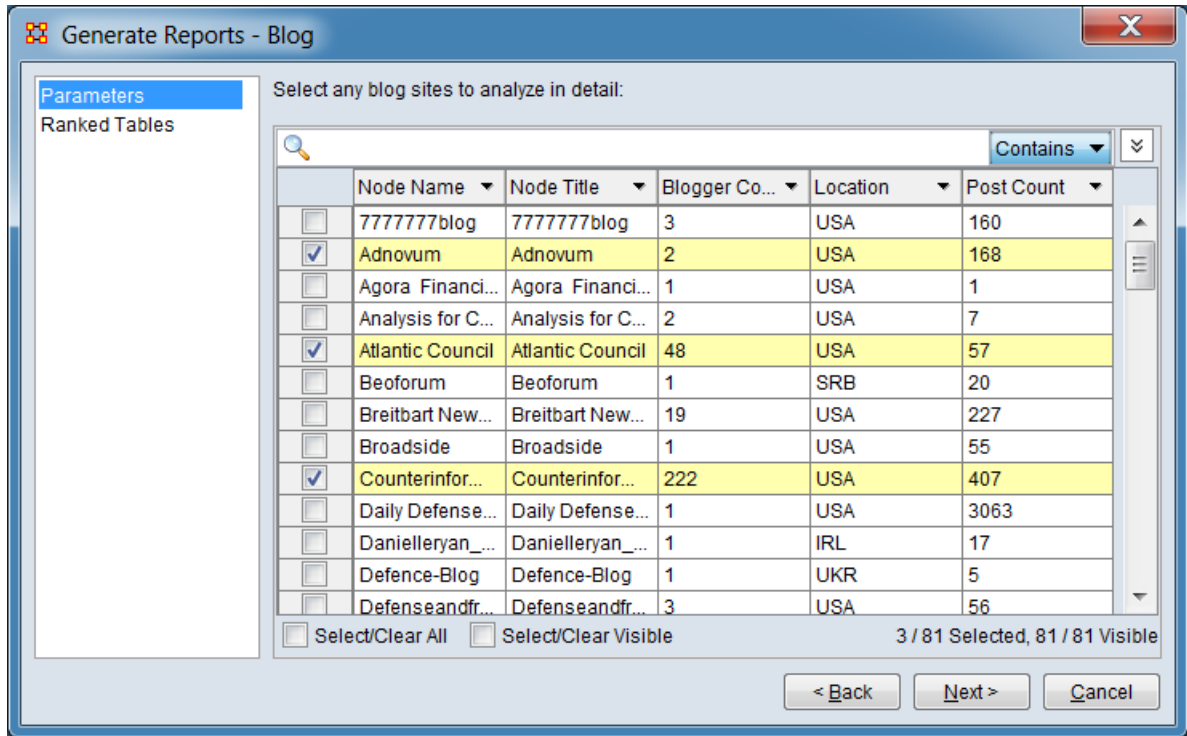 Generate Reports - Blog
X
Parameters
Ranked Tables
Select any blog sites to analyze in detail:
Contains
Node Name Node Title Blogger Co... Location Post Count
7777777blog 7777777blog 3 USA 160
Adnovum Adnovum 2 USA 168
Agora Financi... Agora Financi... 1 USA 1
Analysis for C... Analysis for C... 2 USA 7
Atlantic Council Atlantic Council 48 USA 57
Beoforum Beoforum 1 SRB 20
Breitbart New... Breitbart New... 19 USA 227
Broadside Broadside 1 USA 55
Counterinfor... Counterinfor... 222 USA 407
Daily Defense... Daily Defense... 1 USA 3063
Danielleryan_... Danielleryan_... 1 IRL 17
Defence-Blog Defence-Blog 1 UKR 5
Defenseandfr... Defenseandfr... 3 USA 56
Select/Clear All Select/Clear Visible 3 / 81 Selected, 81 / 81 Visible
< Back Next > Cancel